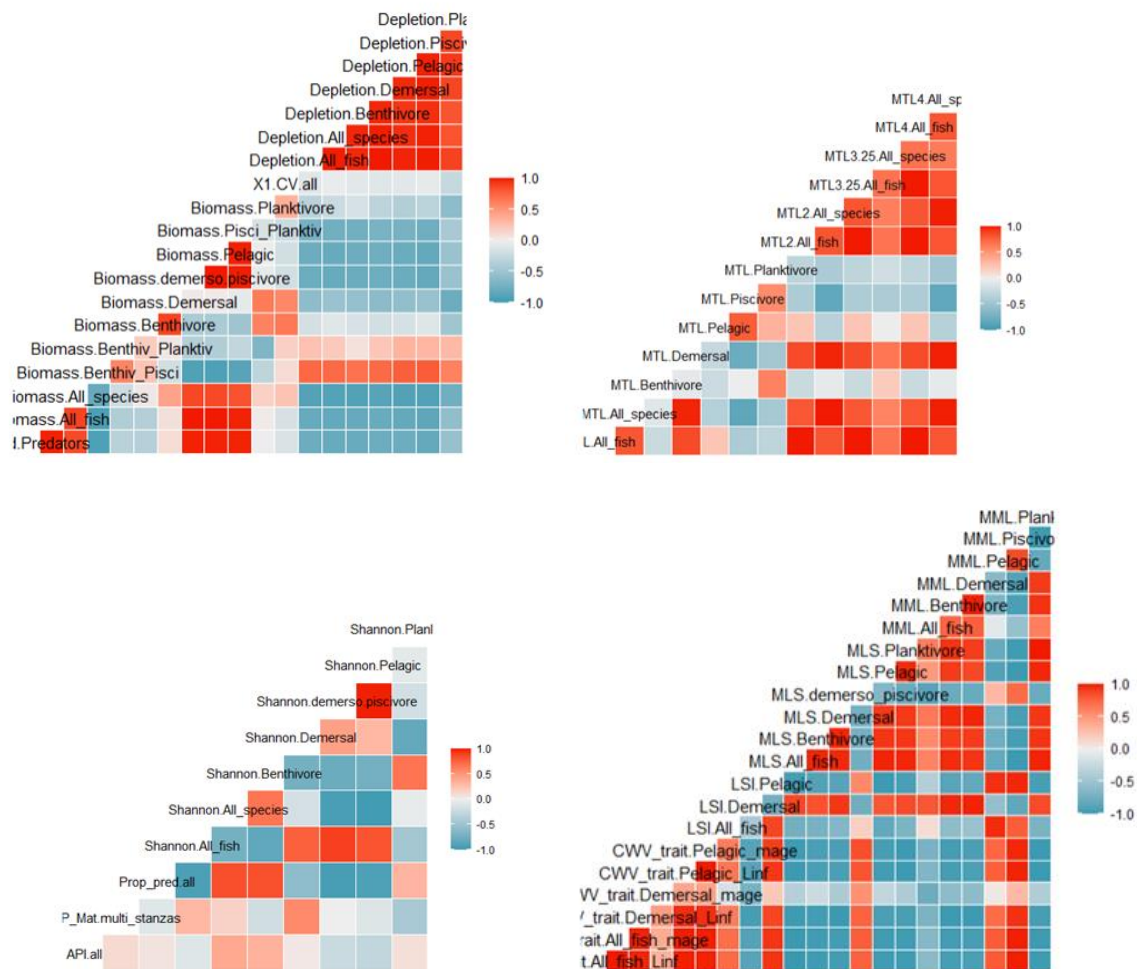 Depletion.Pla
Depletion.Pisciv
Depletion.Pelagic
Depletion.Demersal
Depletion.Benthivore
Depletion.All_species
Depletion.All_fish
X1.CV.all
Biomass.Planktivore
Biomass.Pisci_Planktiv
Biomass.Pelagic
Biomass.demerso.piscivore
Biomass.Demersal
Biomass.Benthivore
Biomass.Benthiv_Planktiv
Biomass.Benthiv_Pisci
iomass.All_species
mass.All_fish
.Predators
1.0
0.5
0.0
-0.5
-1.0
MTL4.All_sp
MTL4.All_fish
MTL3.25.All_species
MTL3.25.All_fish
MTL2.All_species
MTL2.All_fish
MTL.Planktivore
MTL.Piscivore
MTL.Pelagic
MTL.Demersal
MTL.Benthivore
MTL.All_species
L.All_fish
1.0
0.5
0.0
-0.5
-1.0
Shannon.Planl
Shannon.Pelagic
Shannon.demerso.piscivore
Shannon.Demersal
Shannon.Benthivore
Shannon.All_species
Shannon.All_fish
Prop_pred.all
P_Mat.multi_stanzas
API.all
1.0
0.5
0.0
-0.5
-1.0
MML.Plank
MML.Piscivo
MML.Pelagic
MML.Demersal
MML.Benthivore
MML.All_fish
MLS.Planktivore
MLS.Pelagic
MLS.demerso_piscivore
MLS.Demersal
MLS.Benthivore
MLS.All_fish
LSI.Pelagic
LSI.Demersal
LSI.All_fish
CWV_trait.Pelagic_mage
CWV_trait.Pelagic_Linf
VV_trait.Demersal_mage
_trait.Demersal_Linf
rait.All_fish_mage
t.All_fish_Linf
1.0
0.5
0.0
-0.5
-1.0